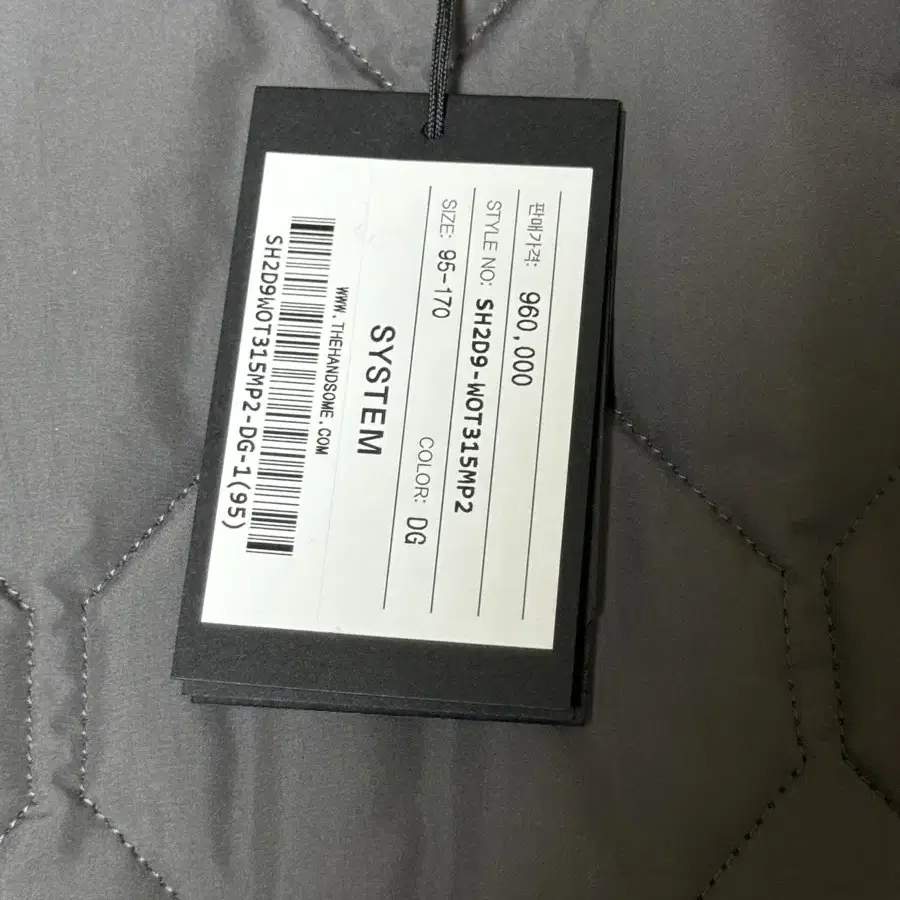 판매가격: 960,000
STYLE NO: SH2D9-WOT315MP2
SIZE: 95-170 COLOR: DG
SYSTEM
WWW.THEHANDSOME.COM
SH2D9WOT315MP2-DG-1(95)